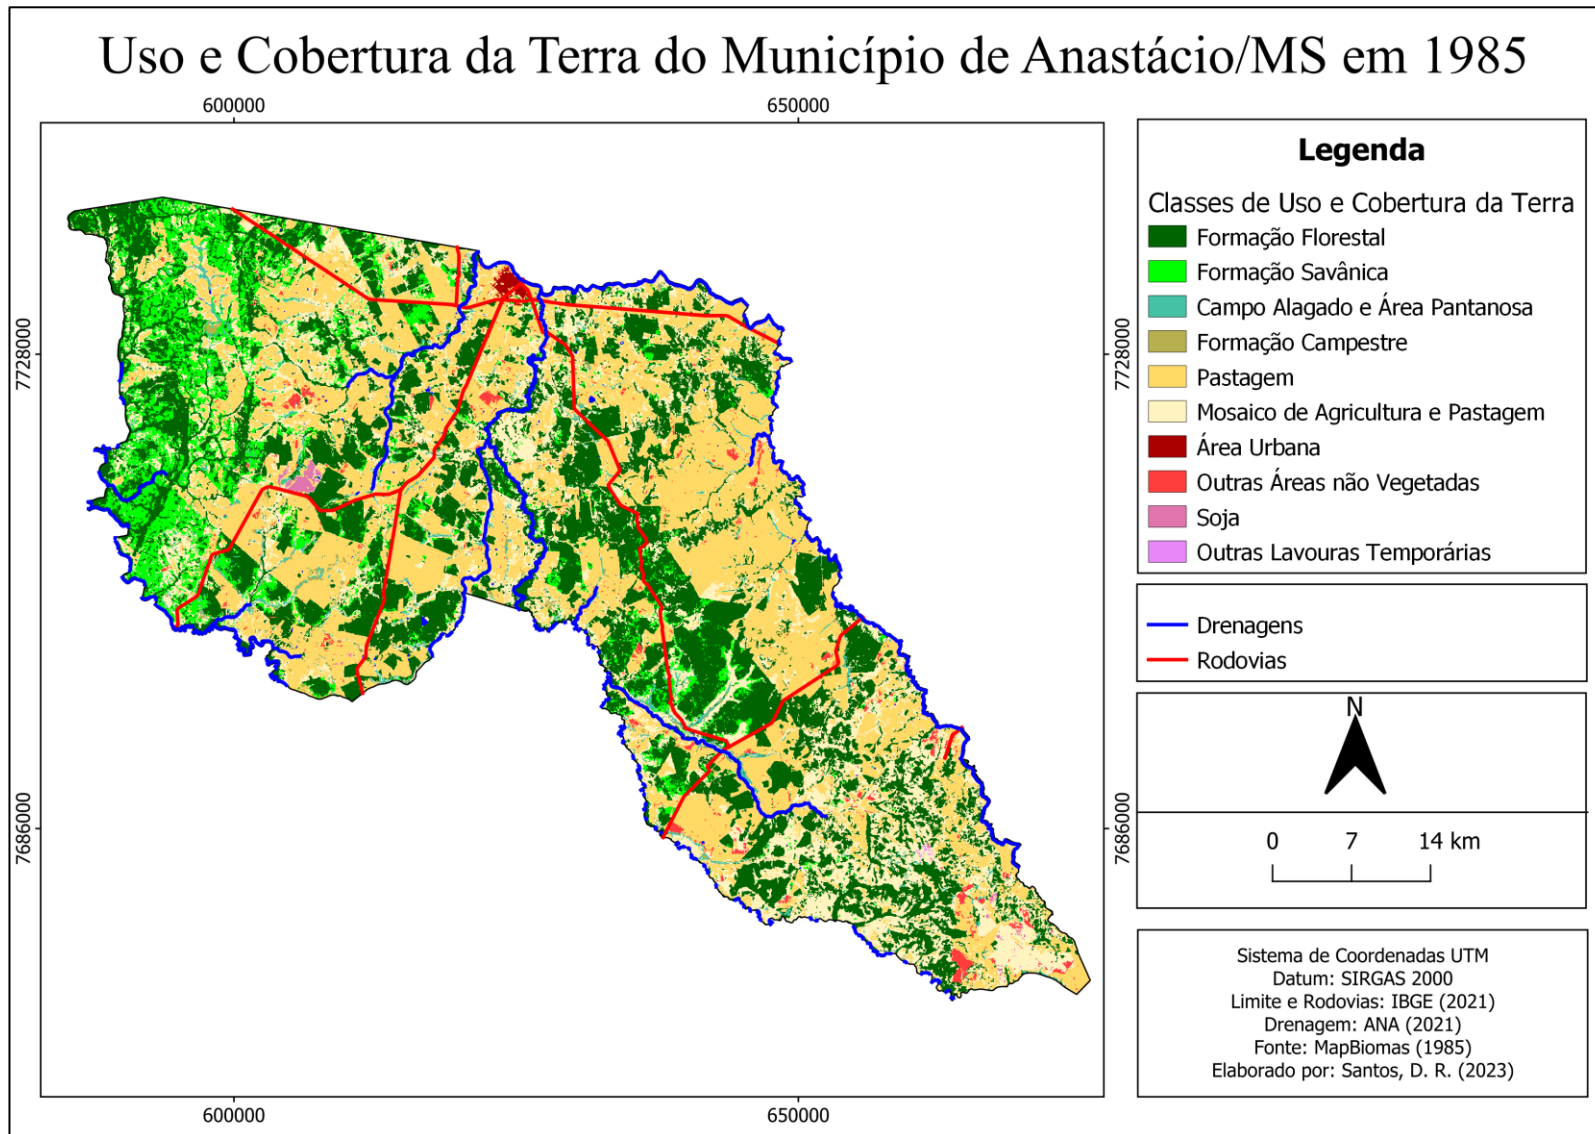 Uso e Cobertura da Terra do Município de Anastácio/MS em 1985
600000
650000
7728000
7686000
7728000
7686000
600000
650000
Legenda
Classes de Uso e Cobertura da Terra
Formação Florestal
Formação Savânica
Campo Alagado e Área Pantanosa
Formação Campestre
Pastagem
Mosaico de Agricultura e Pastagem
Área Urbana
Outras Áreas não Vegetadas
Soja
Outras Lavouras Temporárias
Drenagens
Rodovias
N
0 7 14 km
Sistema de Coordenadas UTM
Datum: SIRGAS 2000
Limite e Rodovias: IBGE (2021)
Drenagem: ANA (2021)
Fonte: MapBiomas (1985)
Elaborado por: Santos, D. R. (2023)